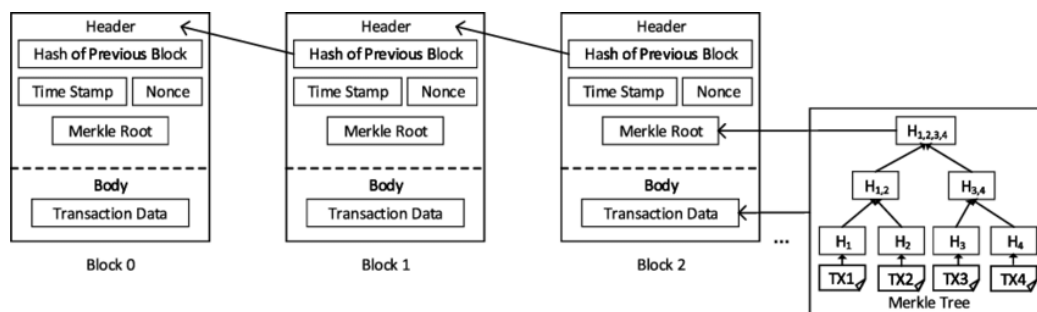 Header
Hash of Previous Block
Time Stamp
Nonce
Merkle Root
Body
Transaction Data
Block 0
Header
Hash of Previous Block
Time Stamp
Nonce
Merkle Root
Body
Transaction Data
Block 1
Header
Hash of Previous Block
Time Stamp
Nonce
Merkle Root
Body
Transaction Data
Block 2
...
H1,2,3,4
H1,2
H3,4
H1
H2
H3
H4
TX1
TX2
TX3
TX4
Merkle Tree